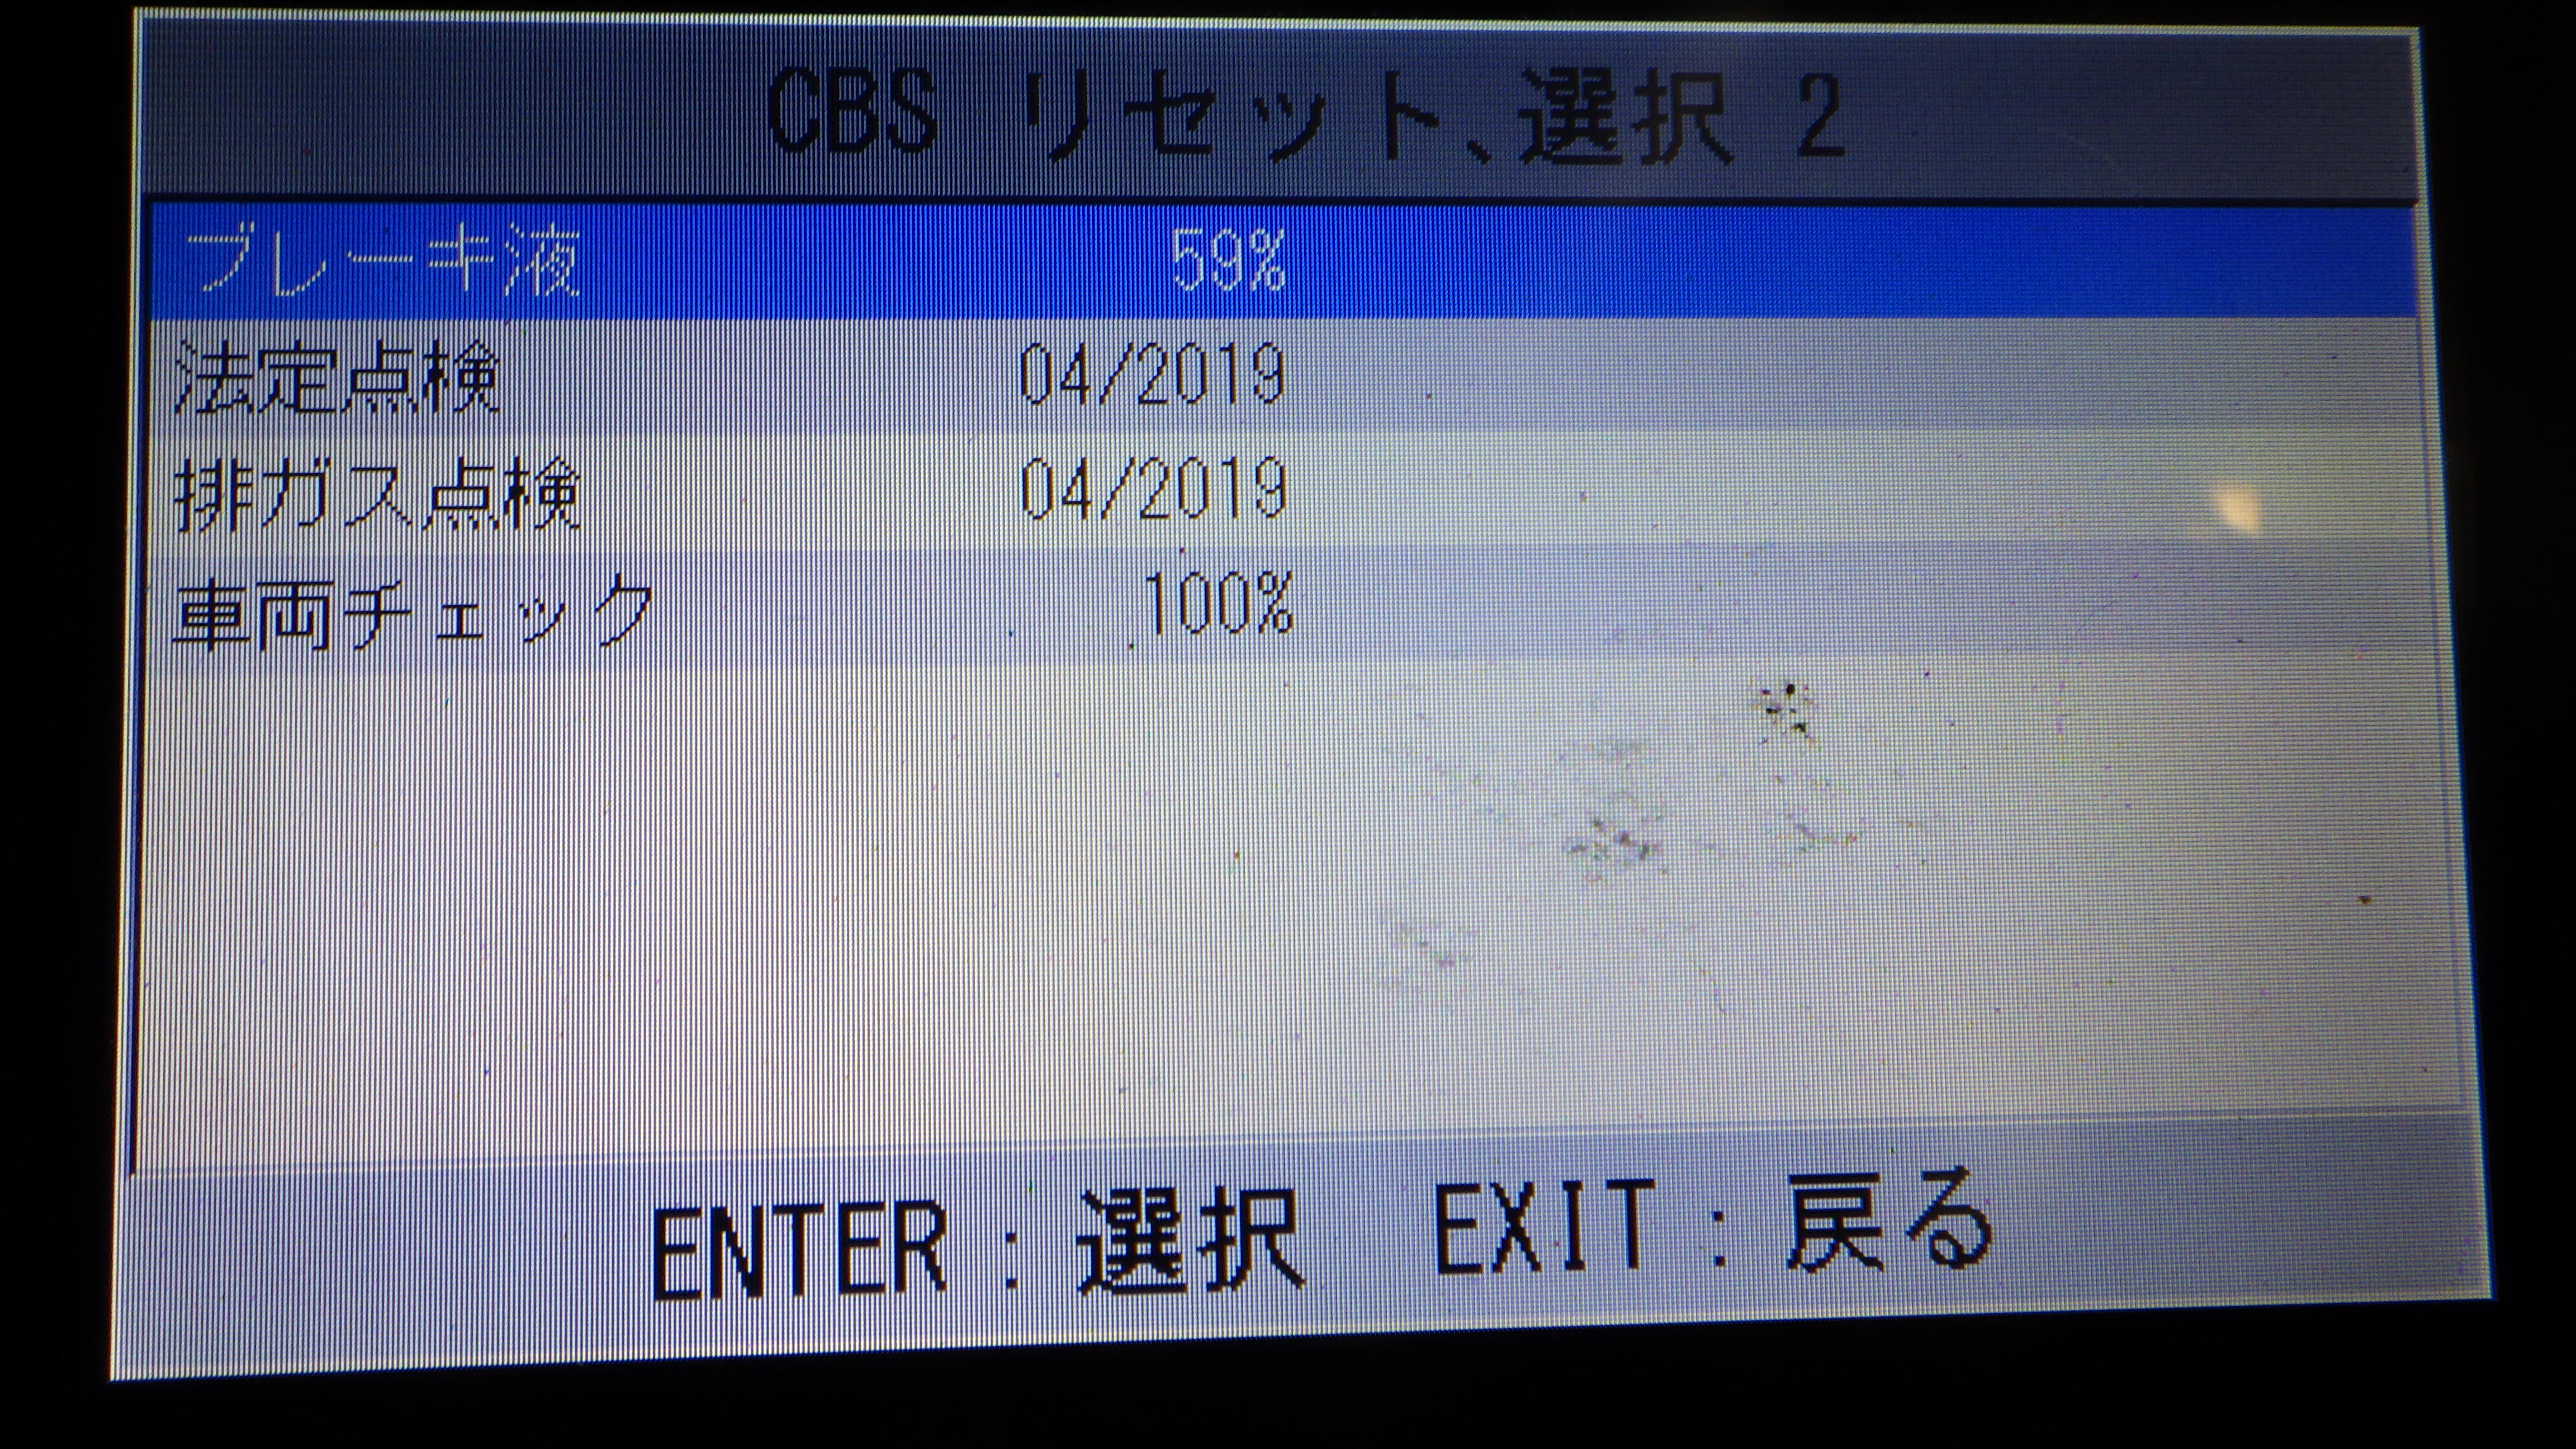 CBS リセット、選択 2
ブレーキ液 59%
法定点検 04/2019
排ガス点検 04/2019
車両チェック 100%
ENTER : 選択 EXIT : 戻る